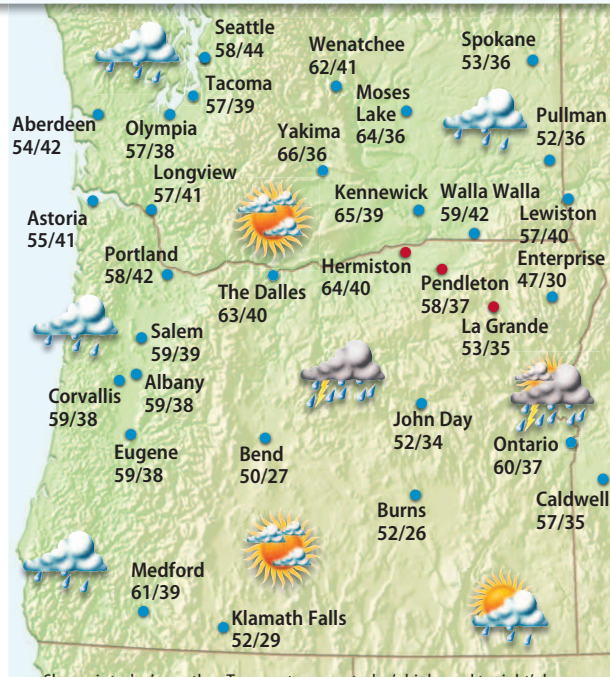 Seattle
58/44
Wenatchee
62/41
Spokane
53/36
Tacoma
57/39
Moses
Lake
64/36
Pullman
52/36
Aberdeen
54/42
Olympia
57/38
Yakima
66/36
Longview
57/41
Kennewick
65/39
Walla Walla
59/42
Lewiston
57/40
Astoria
55/41
Portland
58/42
The Dalles
63/40
Hermiston
64/40
Pendleton
58/37
Enterprise
47/30
La Grande
53/35
Salem
59/39
Corvallis
59/38
Albany
59/38
John Day
52/34
Ontario
60/37
Eugene
59/38
Bend
50/27
Burns
52/26
Caldwell
57/35
Medford
61/39
Klamath Falls
52/29